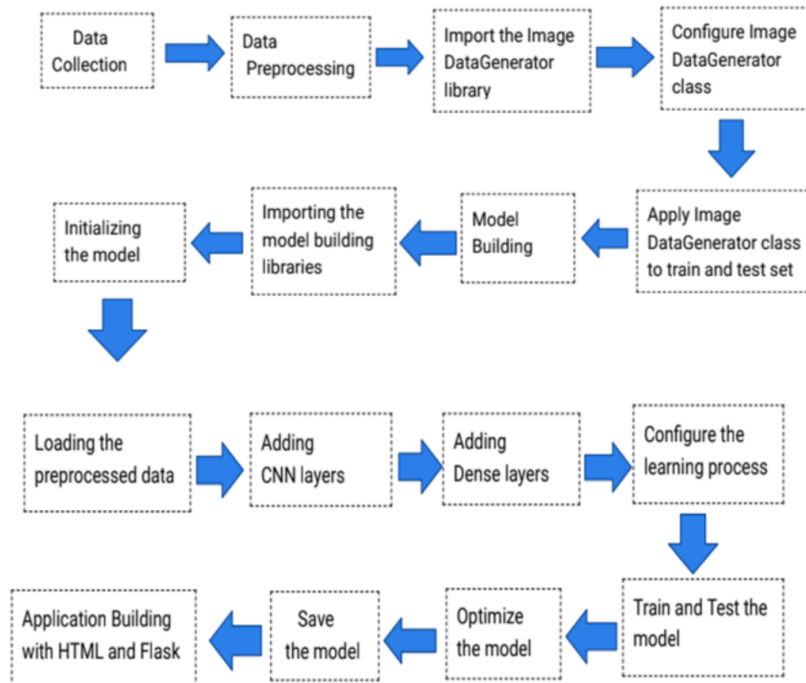 Data
Collection
Data
Preprocessing
Import the Image
DataGenerator
library
Configure Image
DataGenerator
class
Apply Image
DataGenerator class
to train and test set
Model
Building
Importing the
model building
libraries
Initializing
the model
Loading the
preprocessed data
Adding
CNN layers
Adding
Dense layers
Configure the
learning process
Train and Test the
model
Optimize
the model
Save
the model
Application Building
with HTML and Flask